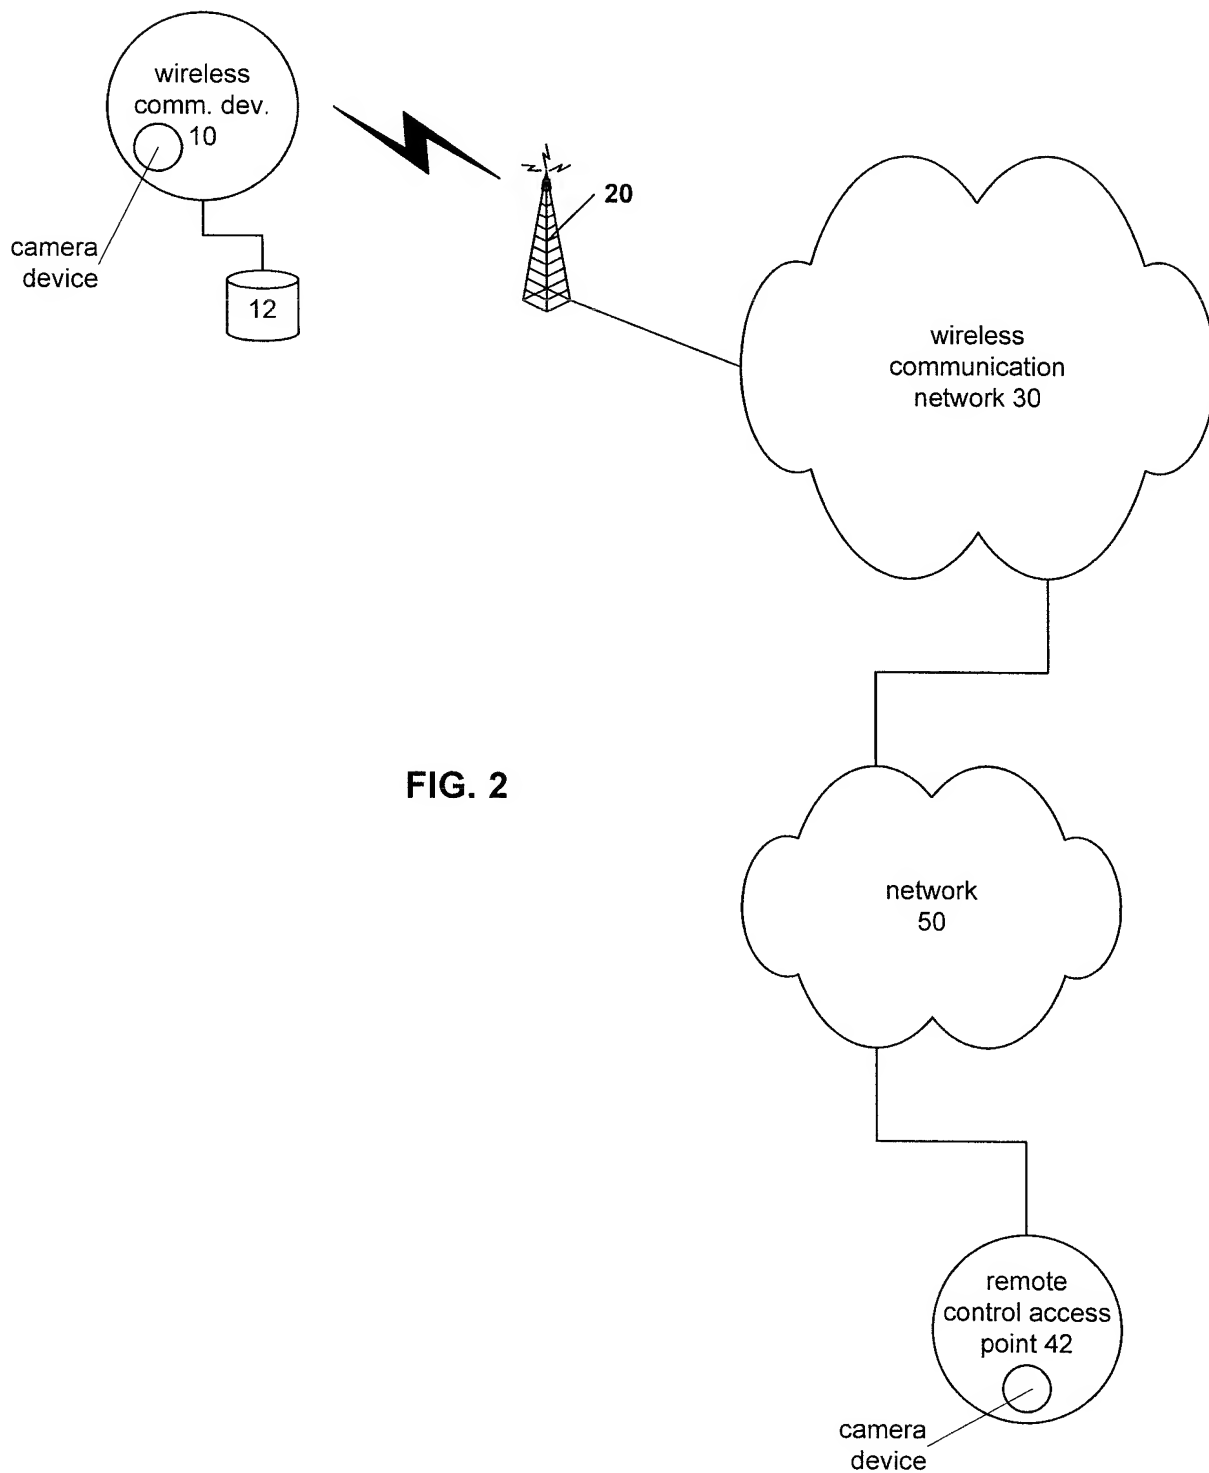 wireless
comm. dev.
10
camera
device
12
20
wireless
communication
network 30
FIG. 2
network
50
remote
control access
point 42
camera
device